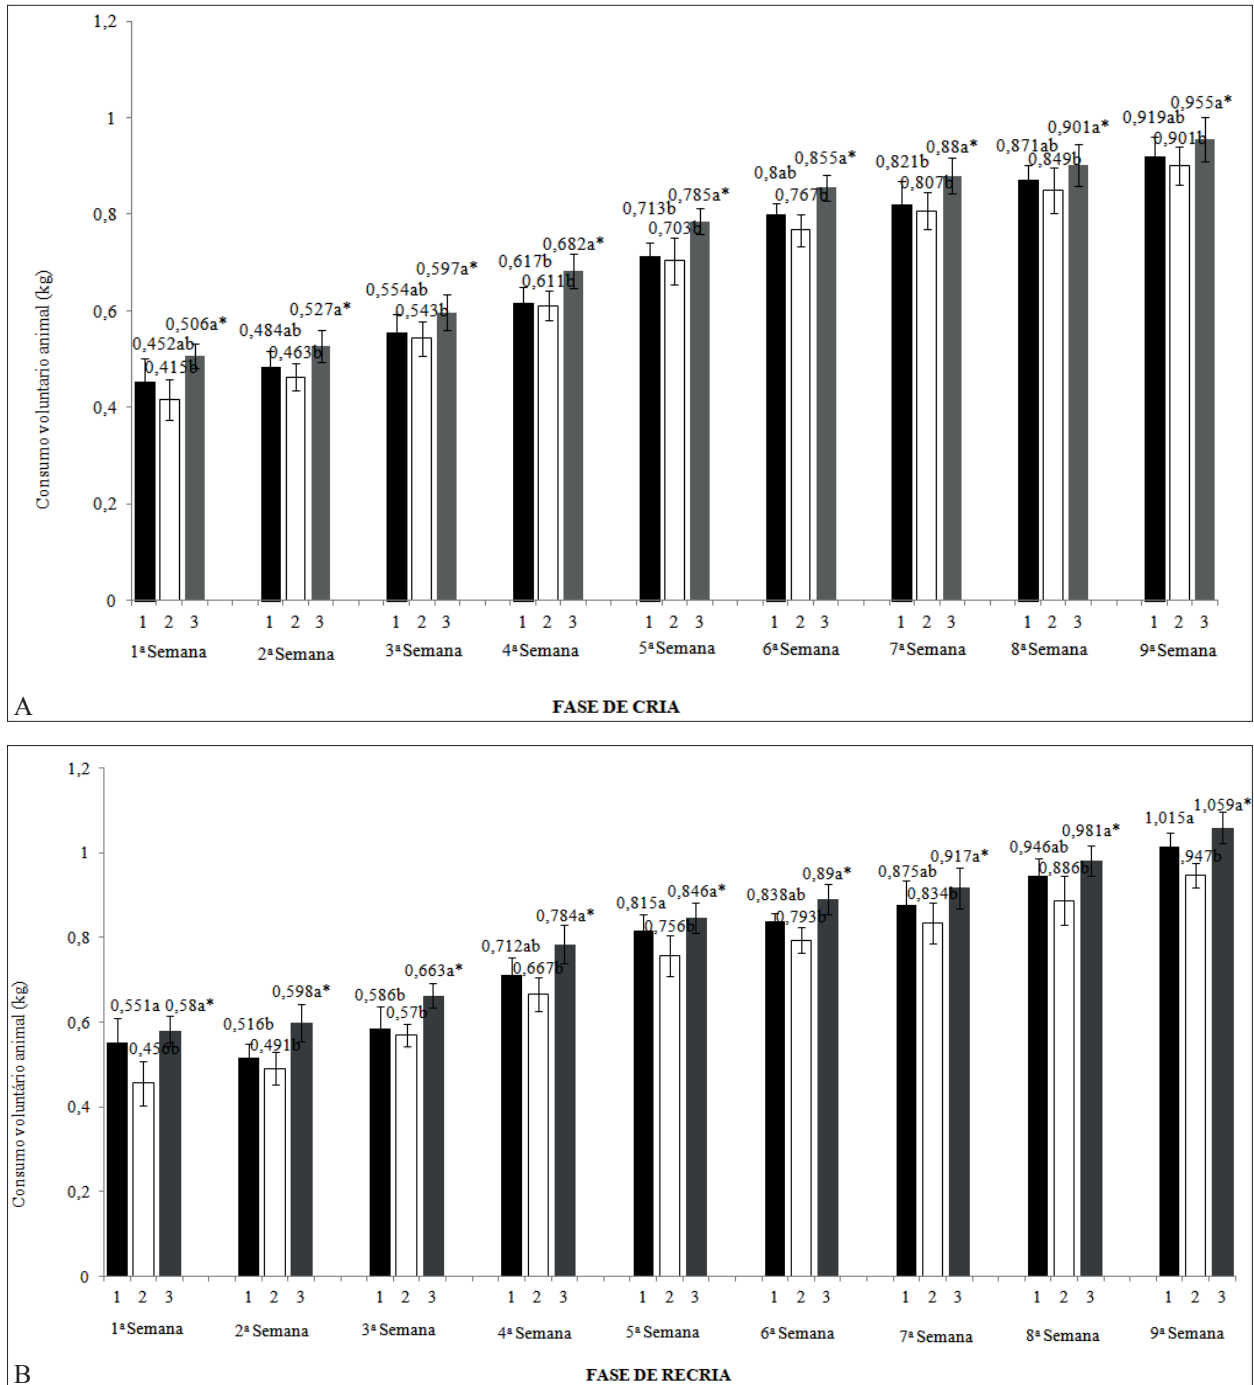 1,2
1
0,8
0,6
0,4
0,2
0
Consumo voluntario animal (kg)
0,452ab 0,415b 0,506a*
0,484ab 0,463b 0,527a*
0,554ab 0,543b 0,597a*
0,617b 0,611b 0,682a*
0,713b 0,703b 0,785a*
0,8ab 0,767b 0,855a*
0,821b 0,807b 0,88a*
0,871ab 0,849b 0,901a*
0,919ab 0,901b 0,955a*
1 2 3 1 2 3 1 2 3 1 2 3 1 2 3 1 2 3 1 2 3 1 2 3 1 2 3
1ª Semana 2ª Semana 3ª Semana 4ª Semana 5ª Semana 6ª Semana 7ª Semana 8ª Semana 9ª Semana
A FASE DE CRIA
1,2
1
0,8
0,6
0,4
0,2
0
Consumo voluntário animal (kg)
0,551a 0,456b 0,58a*
0,516b 0,491b 0,598a*
0,586b 0,57b 0,663a*
0,712ab 0,667b 0,784a*
0,815a 0,756b 0,846a*
0,838ab 0,793b 0,89a*
0,875ab 0,834b 0,917a*
0,946ab 0,886b 0,981a*
1,015a 0,947b 1,059a*
1 2 3 1 2 3 1 2 3 1 2 3 1 2 3 1 2 3 1 2 3 1 2 3 1 2 3
1ª Semana 2ª Semana 3ª Semana 4ª Semana 5ª Semana 6ª Semana 7ª Semana 8ª Semana 9ª Semana
B FASE DE RECRIA